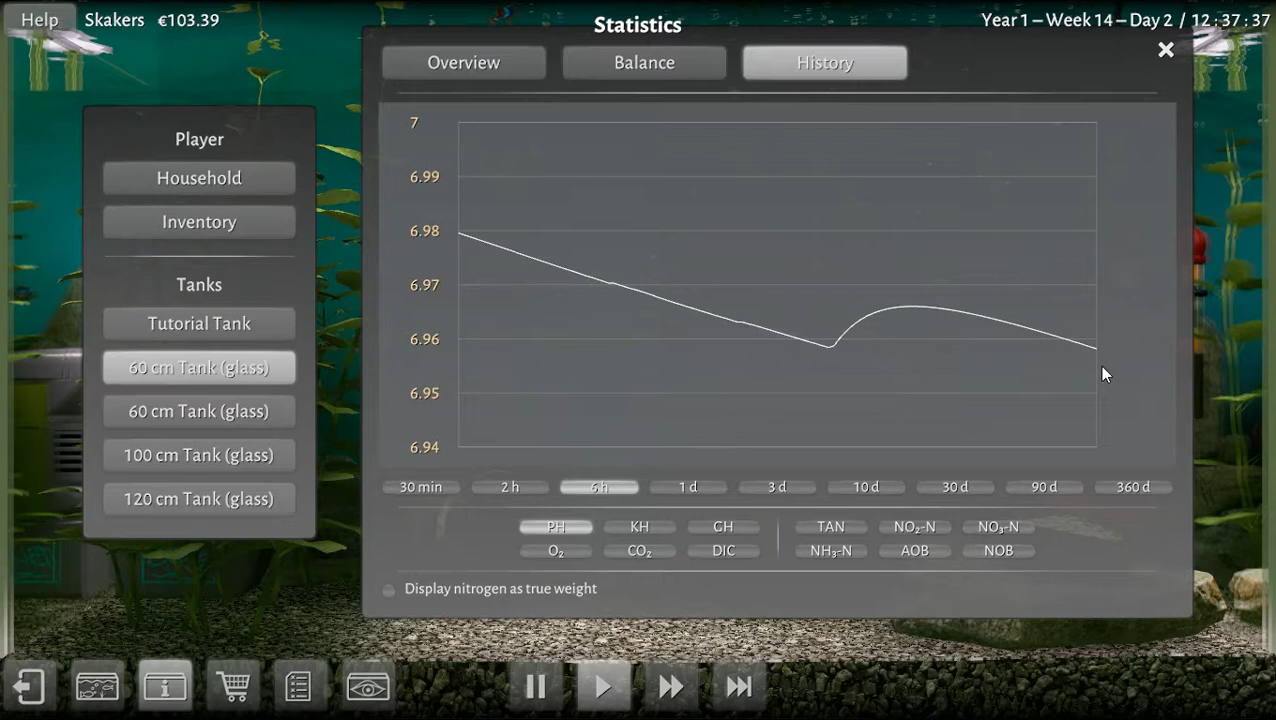 Help
Skakers €103.39
Year 1 – Week 14 – Day 2 / 12:37:37
Statistics
Overview
Balance
History
Player
Household
Inventory
Tanks
Tutorial Tank
60 cm Tank (glass)
60 cm Tank (glass)
100 cm Tank (glass)
120 cm Tank (glass)
7
6.99
6.98
6.97
6.96
6.95
6.94
30 min 2 h 6 h 1 d 3 d 10 d 30 d 90 d 360 d
PH KH GH TAN NO₂-N NO₃-N
O₂ CO₂ DIC NH₃-N AOB NOB
Display nitrogen as true weight